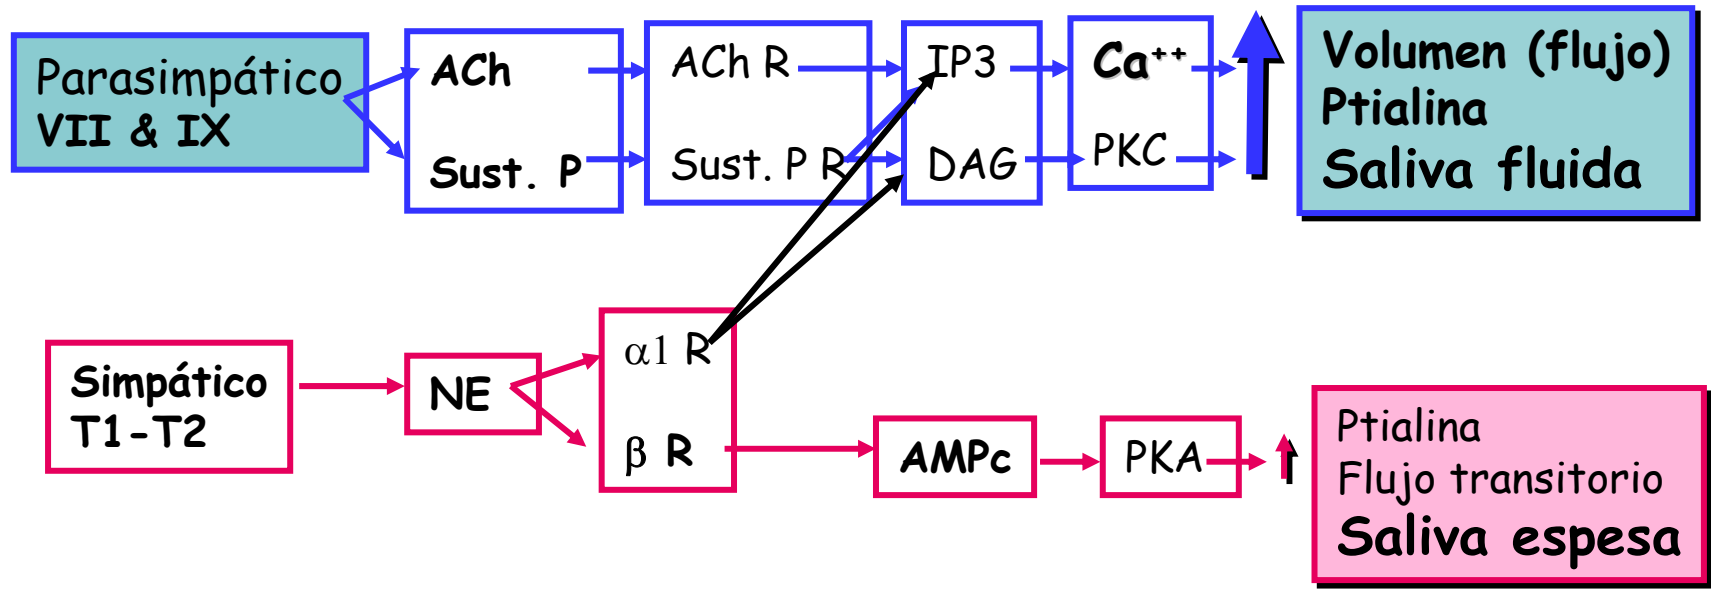 Parasimpático
VII & IX
ACh
Sust. P
ACh R
Sust. P R
IP3
DAG
Ca++
PKC
Volumen (flujo)
Ptialina
Saliva fluida
Simpático
T1-T2
NE
α1 R
β R
AMPc
PKA
Ptialina
Flujo transitorio
Saliva espesa